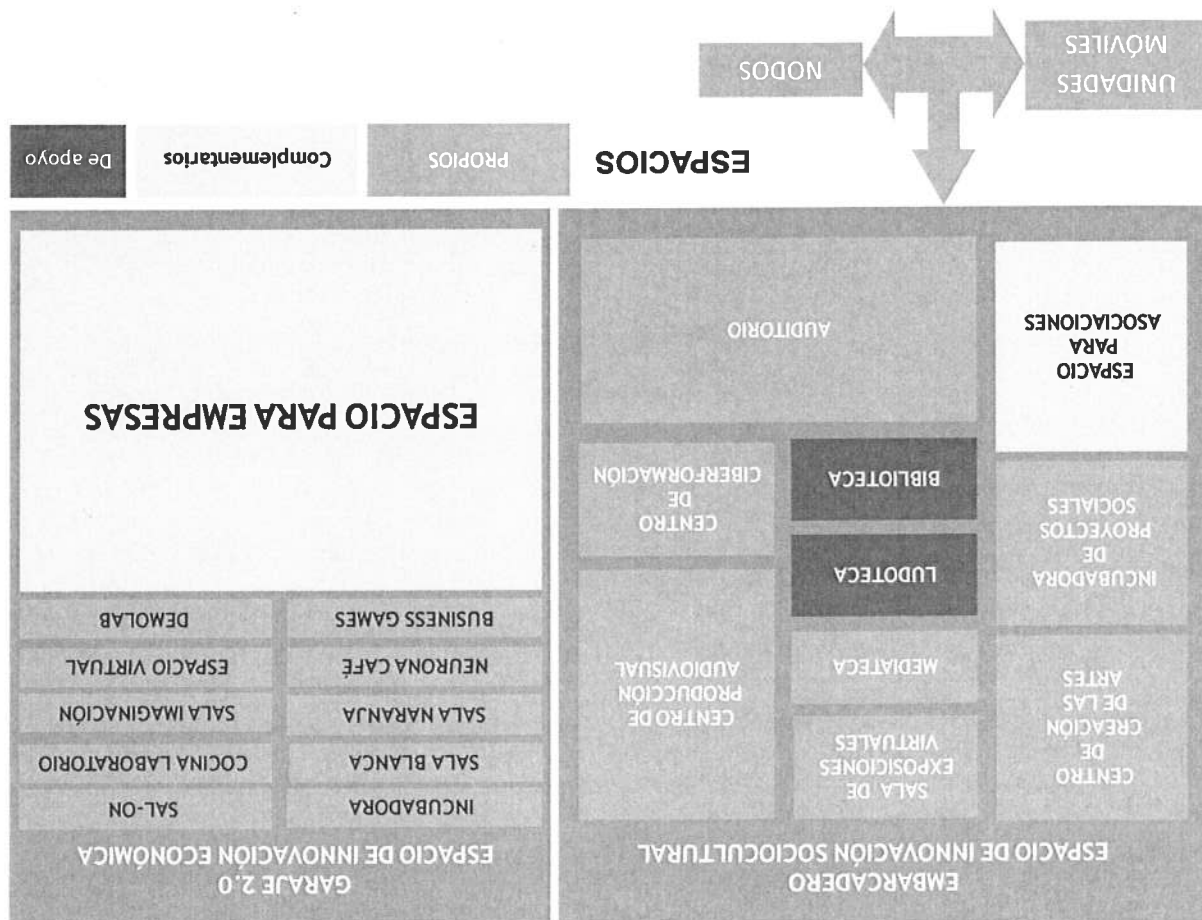 EMBARCADERO
ESPACIO DE INNOVACIÓN SOCIOCULTURAL
CENTRO
DE
CREACIÓN
DE LAS
ARTES
SALA DE
EXPOSICIONES
VIRTUALES
CENTRO DE
PRODUCCIÓN
AUDIOVISUAL
MEDIATECA
INCUBADORA
DE
PROYECTOS
SOCIALES
LUDOTECA
BIBLIOTECA
CENTRO
DE
CIBERFORMACIÓN
ESPACIO
PARA
ASOCIACIONES
AUDITORIO
GARAJE 2.0
ESPACIO DE INNOVACIÓN ECONÓMICA
INCUBADORA
SAL-ON
SALA BLANCA
COCINA LABORATORIO
SALA NARANJA
SALA IMAGINACIÓN
NEURONA CAFÉ
ESPACIO VIRTUAL
BUSINESS GAMES
DEMOLAB
ESPACIO PARA EMPRESAS
ESPACIOS
PROPIOS
Complementarios
De apoyo
UNIDADES
MÓVILES
NODOS